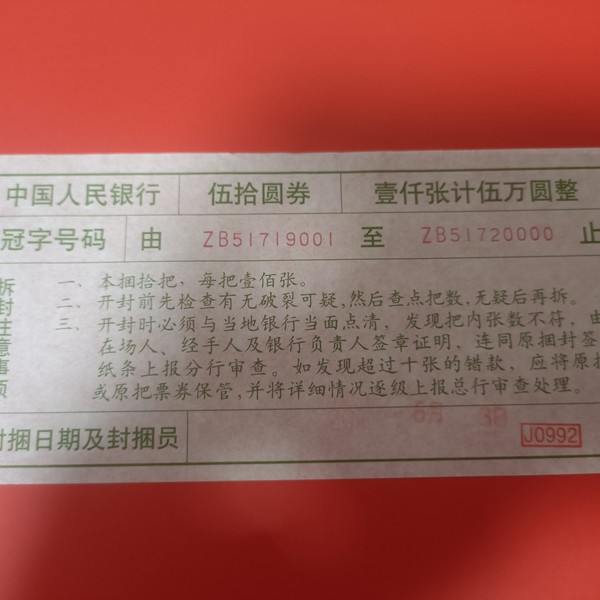 中国人民银行 伍拾圆券 壹仟张计伍万圆整
冠字号码 由 ZB51719001 至 ZB51720000 止
拆封注意事项
一、本捆拾把，每把壹佰张。
二、开封前先检查有无破裂可疑，然后查点把数，无疑后再拆。
三、开封时必须与当地银行当面点清，发现把内张数不符，由
在场人、经手人及银行负责人签章证明，连同原捆封签
纸条上报分行审查。如发现超过十张的错款，应将原捆
或原把票券保管，并将详细情况逐级上报总行审查处理。
封捆日期及封捆员
J0992